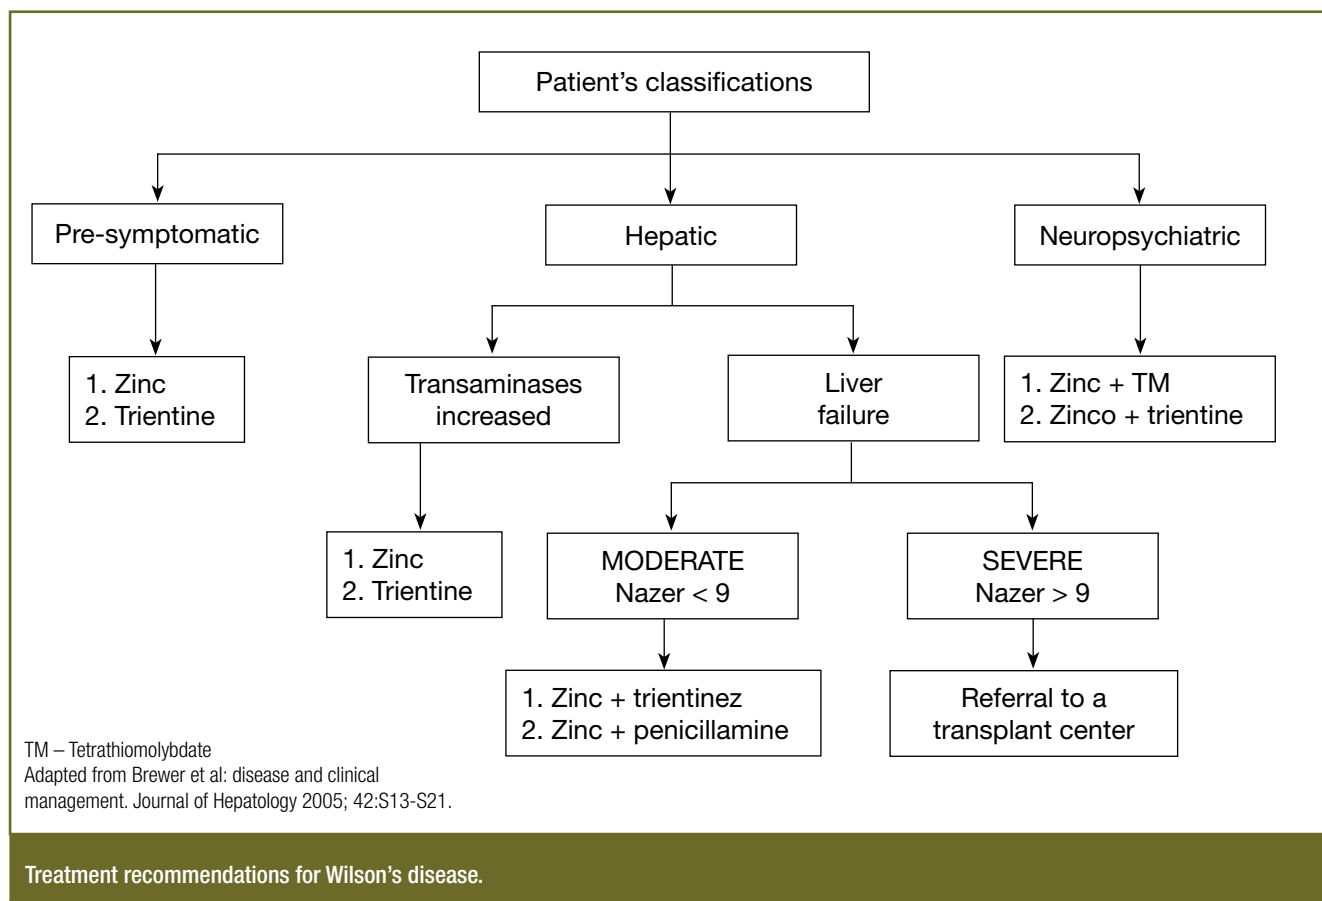 Patient's classifications
Pre-symptomatic
Hepatic
Neuropsychiatric
1. Zinc
2. Trientine
Transaminases
increased
Liver
failure
1. Zinc + TM
2. Zinco + trientine
1. Zinc
2. Trientine
MODERATE
Nazer < 9
SEVERE
Nazer > 9
1. Zinc + trientinez
2. Zinc + penicillamine
Referral to a
transplant center
TM – Tetrathiomolybdate
Adapted from Brewer et al: disease and clinical
management. Journal of Hepatology 2005; 42:S13-S21.
Treatment recommendations for Wilson's disease.